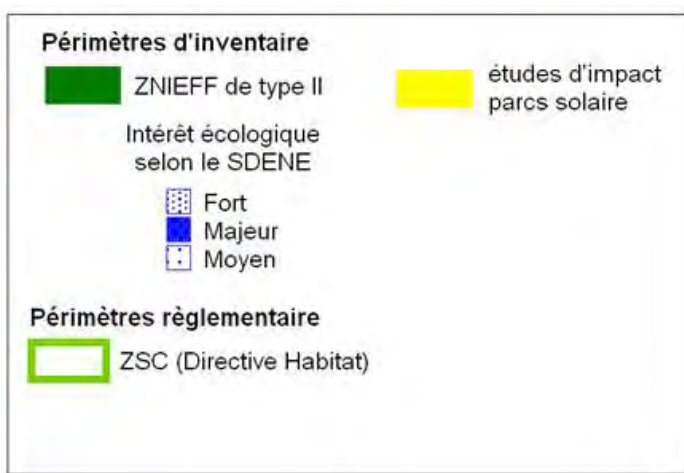 Périmètres d'inventaire
ZNIEFF de type II
études d'impact
parcs solaire
Intérêt écologique
selon le SDENE
Fort
Majeur
Moyen
Périmètres règlementaire
ZSC (Directive Habitat)